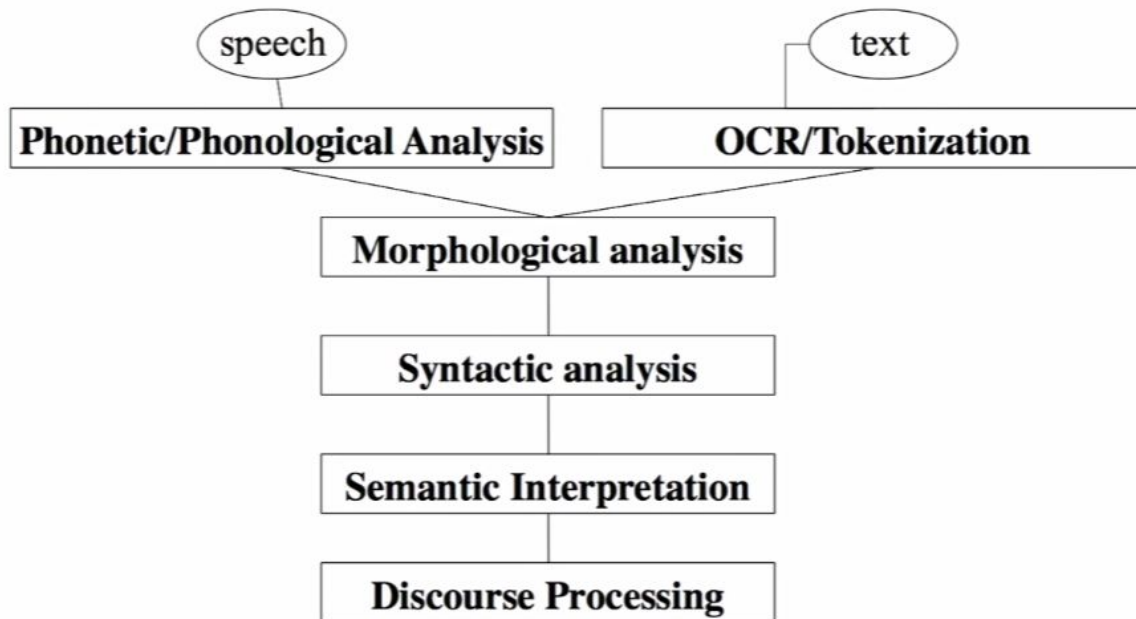 speech
text
Phonetic/Phonological Analysis
OCR/Tokenization
Morphological analysis
Syntactic analysis
Semantic Interpretation
Discourse Processing